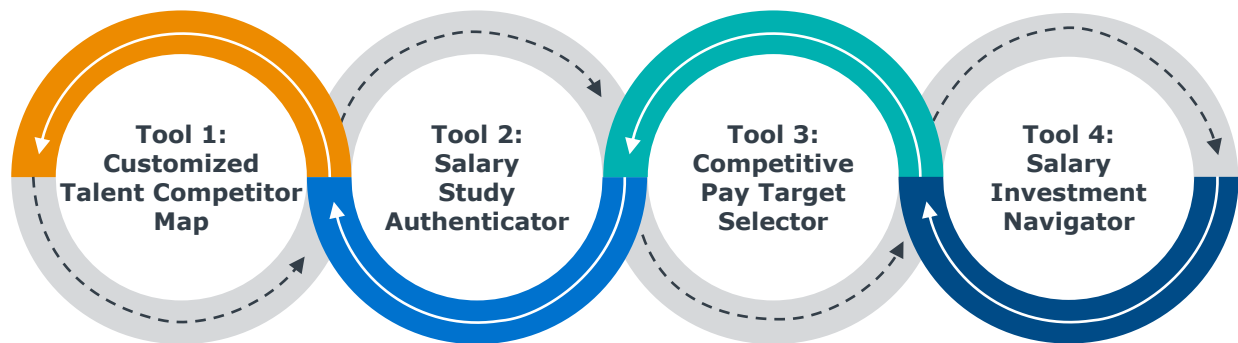 Tool 1:
Customized
Talent Competitor
Map
Tool 2:
Salary
Study
Authenticator
Tool 3:
Competitive
Pay Target
Selector
Tool 4:
Salary
Investment
Navigator